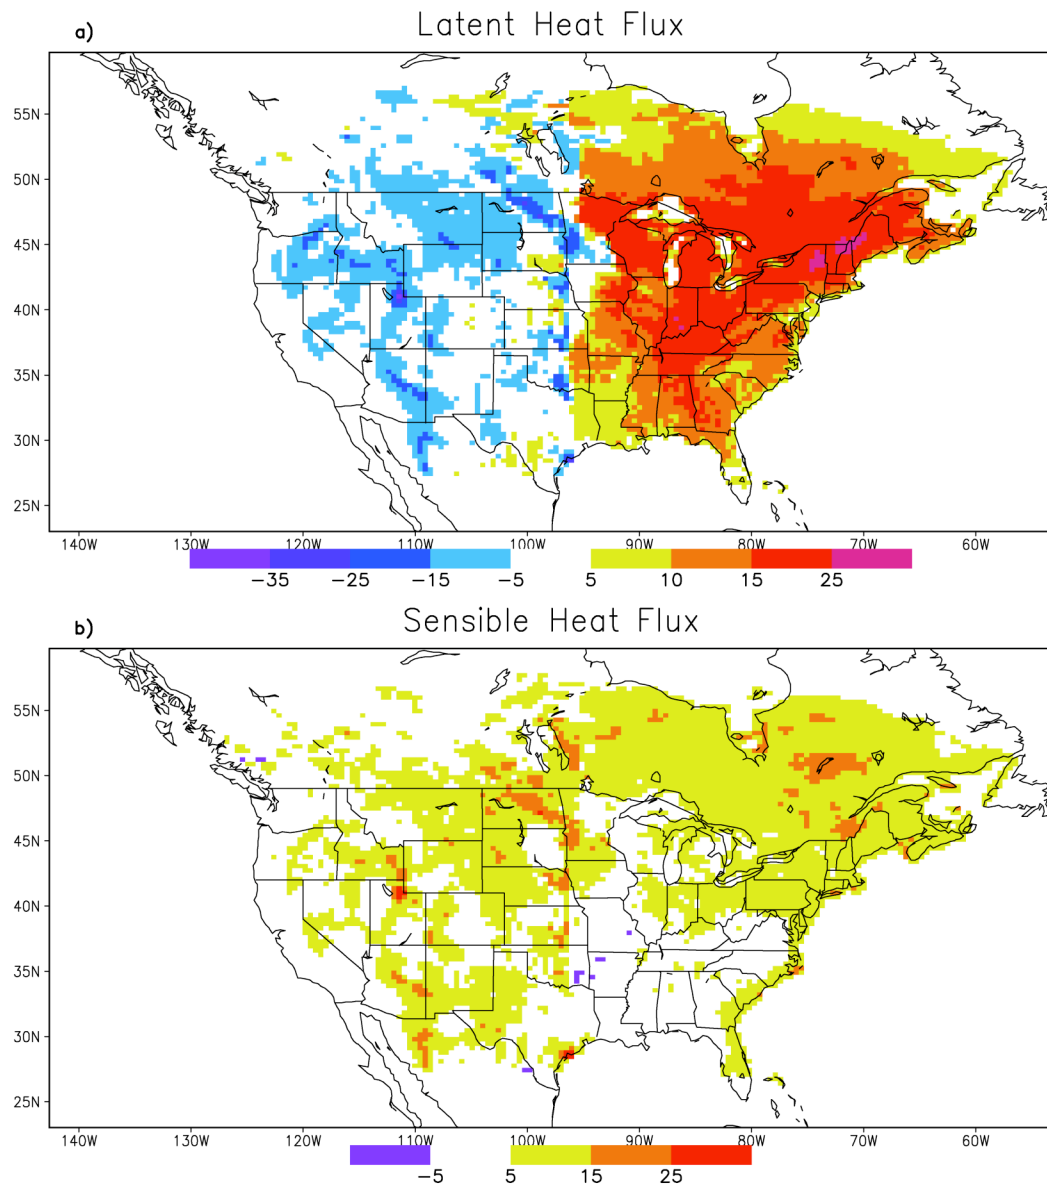 a) Latent Heat Flux
55N
50N
45N
40N
35N
30N
25N
140W 130W 120W 110W 100W 90W 80W 70W 60W
−35 −25 −15 −5 5 10 15 25
b) Sensible Heat Flux
55N
50N
45N
40N
35N
30N
25N
140W 130W 120W 110W 100W 90W 80W 70W 60W
−5 5 15 25